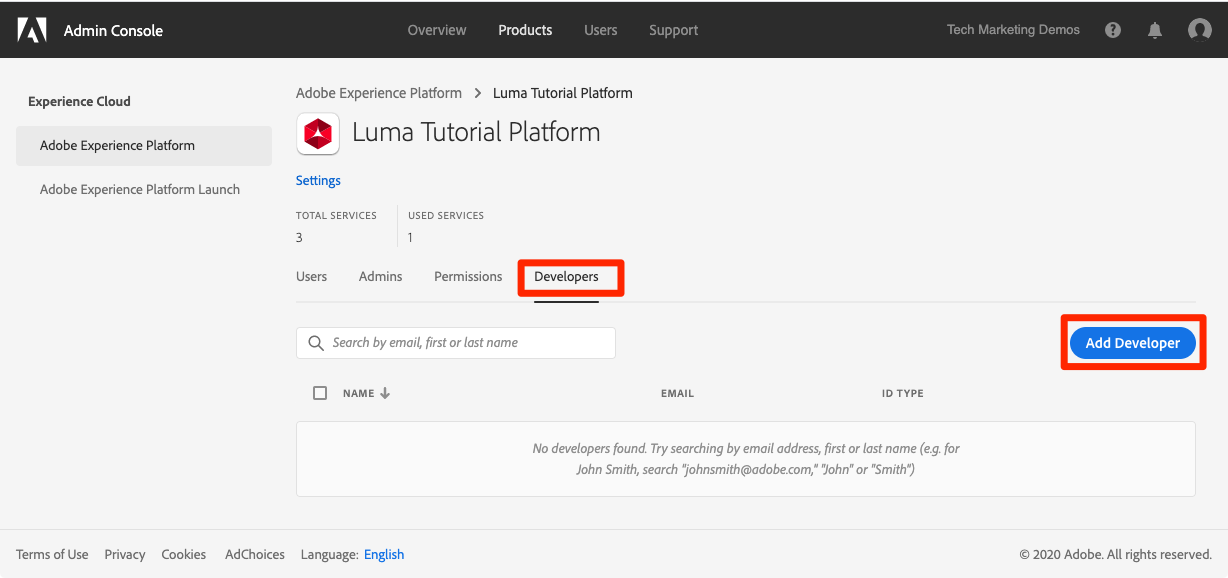 Admin Console
Overview Products Users Support
Tech Marketing Demos
Experience Cloud
Adobe Experience Platform
Adobe Experience Platform Launch
Adobe Experience Platform > Luma Tutorial Platform
Luma Tutorial Platform
Settings
TOTAL SERVICES USED SERVICES
3 1
Users Admins Permissions Developers
Search by email, first or last name
Add Developer
NAME EMAIL ID TYPE
No developers found. Try searching by email address, first or last name (e.g. for
John Smith, search "johnsmith@adobe.com," "John" or "Smith")
Terms of Use Privacy Cookies AdChoices Language: English
© 2020 Adobe. All rights reserved.